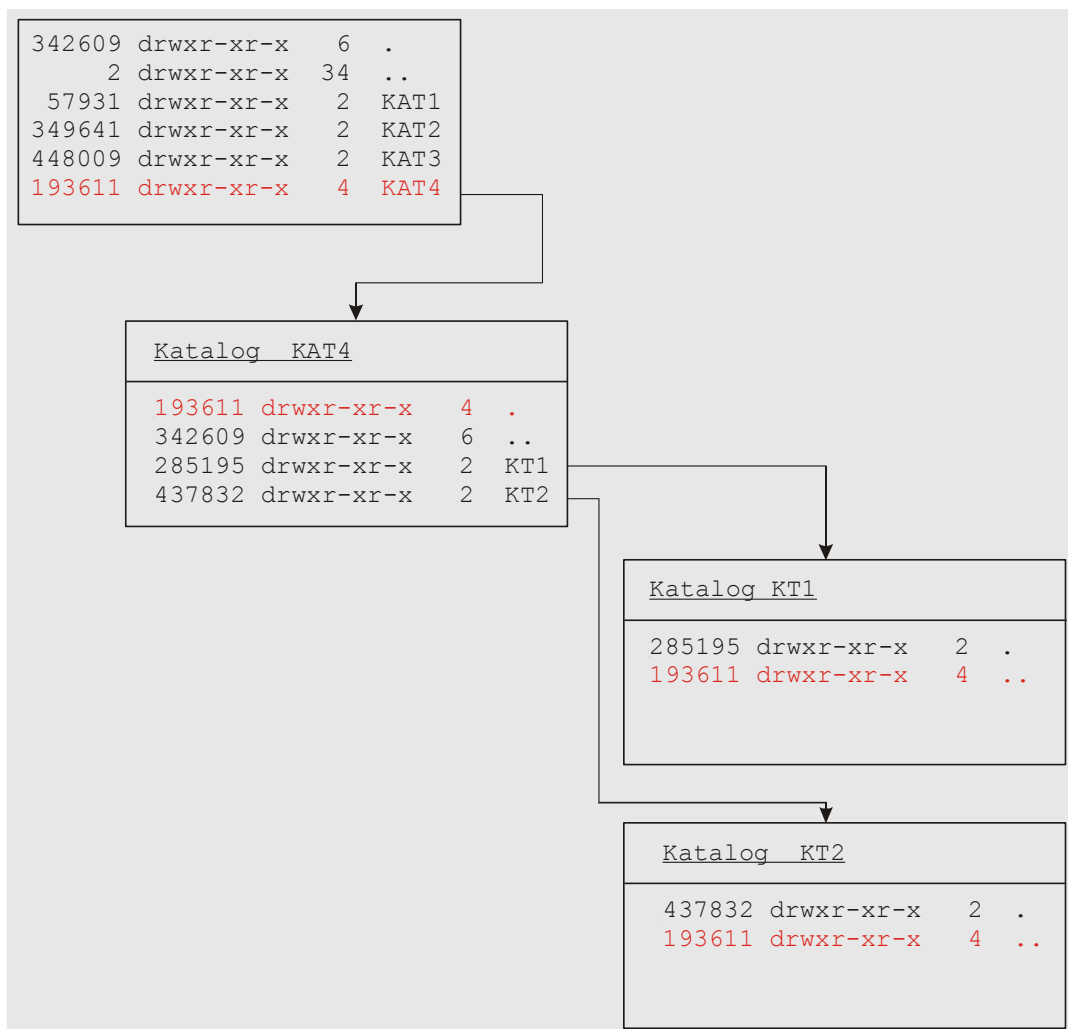 342609 drwxr-xr-x 6 .
2 drwxr-xr-x 34 ..
57931 drwxr-xr-x 2 KAT1
349641 drwxr-xr-x 2 KAT2
448009 drwxr-xr-x 2 KAT3
193611 drwxr-xr-x 4 KAT4
Katalog KAT4
193611 drwxr-xr-x 4 .
342609 drwxr-xr-x 6 ..
285195 drwxr-xr-x 2 KT1
437832 drwxr-xr-x 2 KT2
Katalog KT1
285195 drwxr-xr-x 2 .
193611 drwxr-xr-x 4 ..
Katalog KT2
437832 drwxr-xr-x 2 .
193611 drwxr-xr-x 4 ..